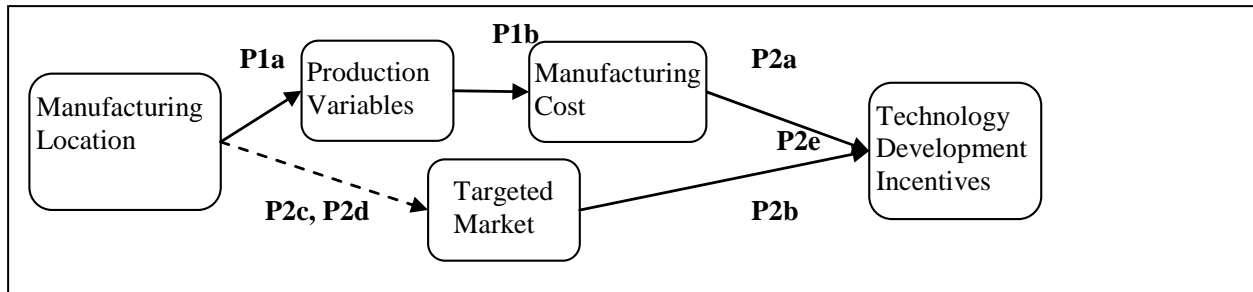 P1a
P1b
P2a
Manufacturing
Location
Production
Variables
Manufacturing
Cost
Technology
Development
Incentives
P2e
P2c, P2d
Targeted
Market
P2b